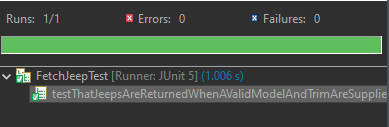 Runs: 1/1 Errors: 0 Failures: 0
FetchJeepTest [Runner: JUnit 5] (1.006 s)
testThatJeepsAreReturnedWhenAValidModelAndTrimAreSupplie